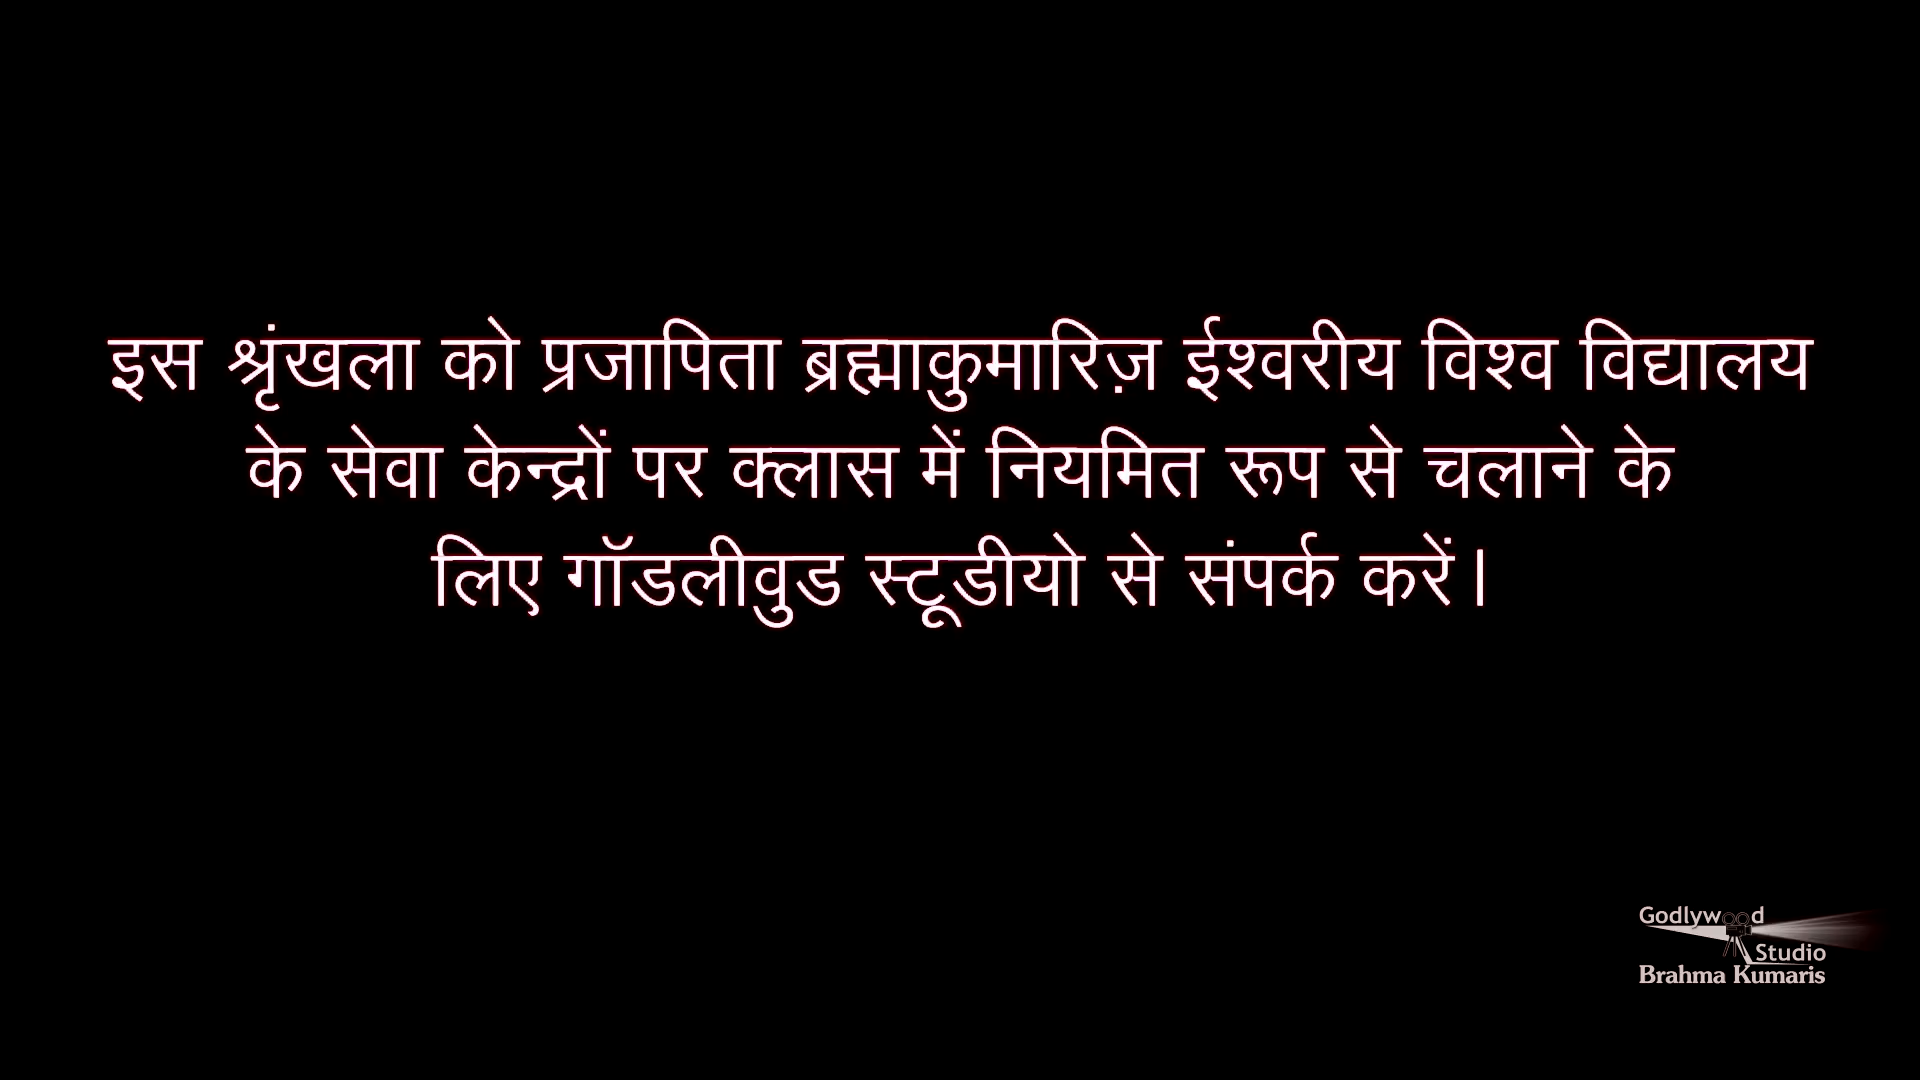 इस श्रृंखला को प्रजापिता ब्रह्माकुमारिज़ ईश्वरीय विश्व विद्यालय
के सेवा केन्द्रों पर क्लास में नियमित रूप से चलाने के
लिए गॉडलीवुड स्टूडीयो से संपर्क करें।
Godlywood
Studio
Brahma Kumaris